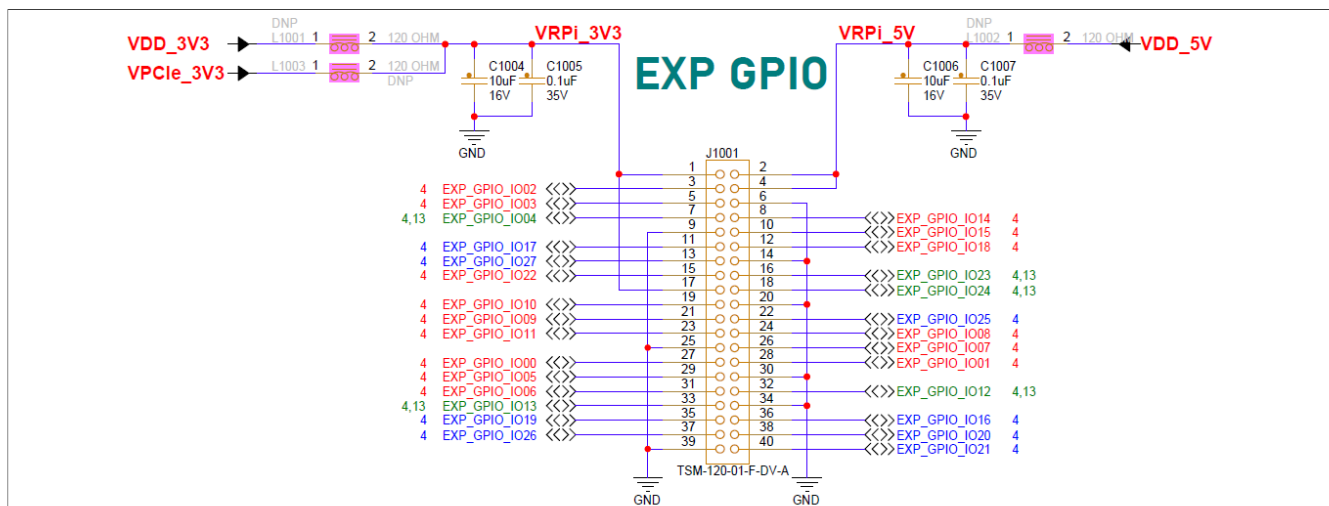 DNP
L1001 1 2 120 OHM
VDD_3V3
VPCIe_3V3
L1003 1 2 120 OHM
DNP
VRPi_3V3
C1004
10uF
16V
C1005
0.1uF
35V
GND
EXP GPIO
VRPi_5V
DNP
L1002 1 2 120 OHM
VDD_5V
C1006
10uF
16V
C1007
0.1uF
35V
GND
J1001
1 2
4 EXP_GPIO_IO02 3 4
4 EXP_GPIO_IO03 5 6
4,13 EXP_GPIO_IO04 7 8 EXP_GPIO_IO14 4
9 10 EXP_GPIO_IO15 4
4 EXP_GPIO_IO17 11 12 EXP_GPIO_IO18 4
4 EXP_GPIO_IO27 13 14
4 EXP_GPIO_IO22 15 16 EXP_GPIO_IO23 4,13
17 18 EXP_GPIO_IO24 4,13
4 EXP_GPIO_IO10 19 20
4 EXP_GPIO_IO09 21 22 EXP_GPIO_IO25 4
4 EXP_GPIO_IO11 23 24 EXP_GPIO_IO08 4
25 26 EXP_GPIO_IO07 4
4 EXP_GPIO_IO00 27 28 EXP_GPIO_IO01 4
4 EXP_GPIO_IO05 29 30
4 EXP_GPIO_IO06 31 32 EXP_GPIO_IO12 4,13
4,13 EXP_GPIO_IO13 33 34
4 EXP_GPIO_IO19 35 36 EXP_GPIO_IO16 4
4 EXP_GPIO_IO26 37 38 EXP_GPIO_IO20 4
39 40 EXP_GPIO_IO21 4
TSM-120-01-F-DV-A
GND
GND